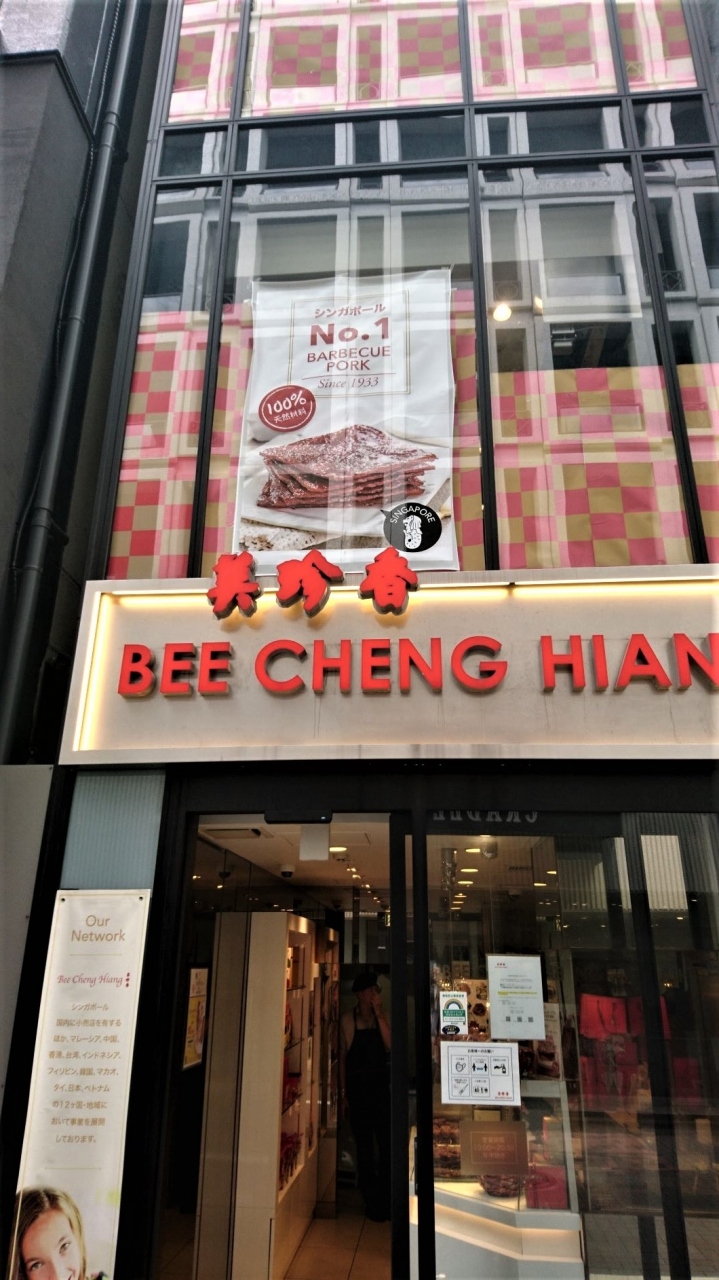 シンガポール
No.1
BARBECUE
PORK
Since 1933
100%
天然材料
SINGAPORE
美珍香
BEE CHENG HIAN
Our
Network
Bee Cheng Hiang 美珍香
シンガポール
国内に小売店を有する
ほか、マレーシア、中国、
香港、台湾、インドネシア、
フィリピン、韓国、マカオ、
タイ、日本、ベトナム
の12ヶ国・地域に
おいて事業を展開
しております。